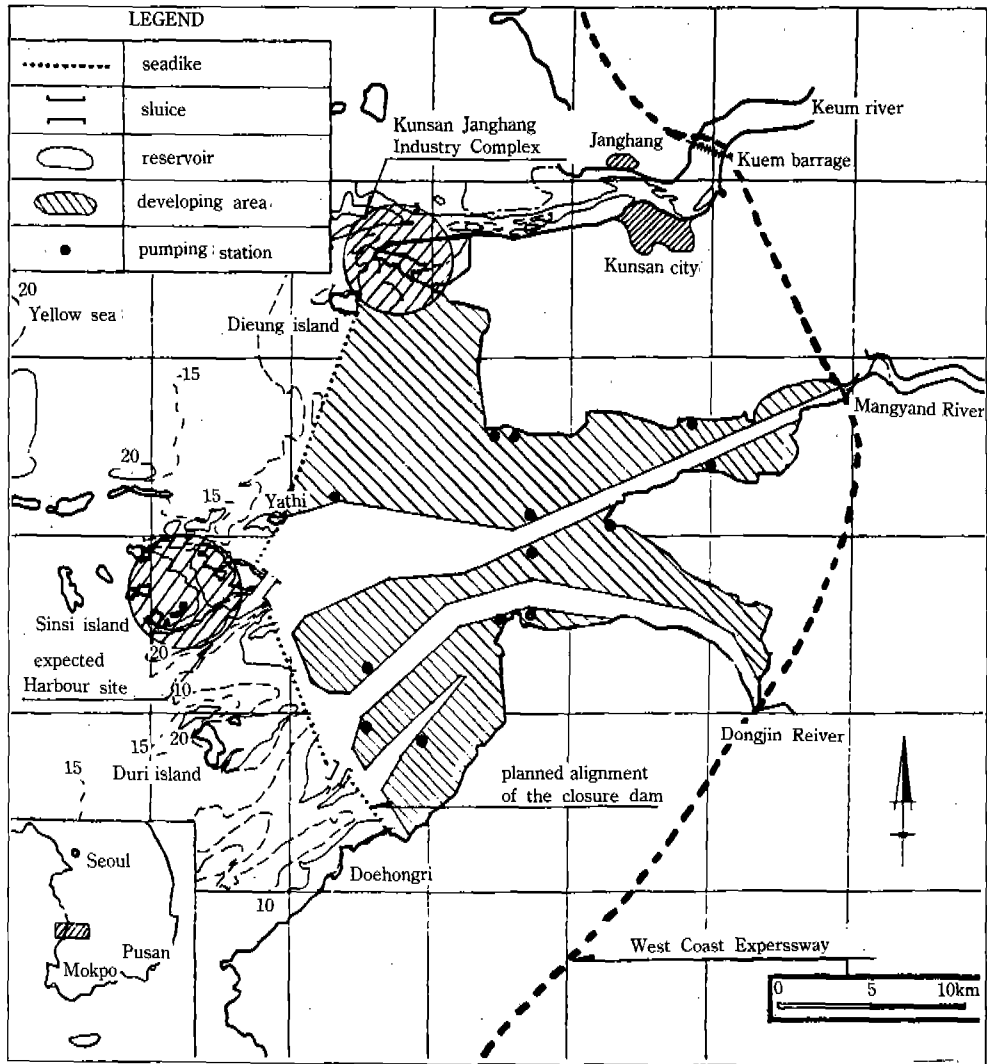 LEGEND
seadike
sluice
reservoir
developing area
pumping station
Kunsan Janghang
Industry Complex
Janghang
Keum river
Kuem barrage
Kunsan city
20
Yellow sea
Dieung island
15
Mangyand River
20
15
Yathi
Sinsi island
20
expected
Harbour site
10
15
20
Duri island
15
Dongjin Reiver
planned alignment
of the closure dam
Seoul
Doehongri
10
Pusan
Mokpo
West Coast Experssway
0 5 10km